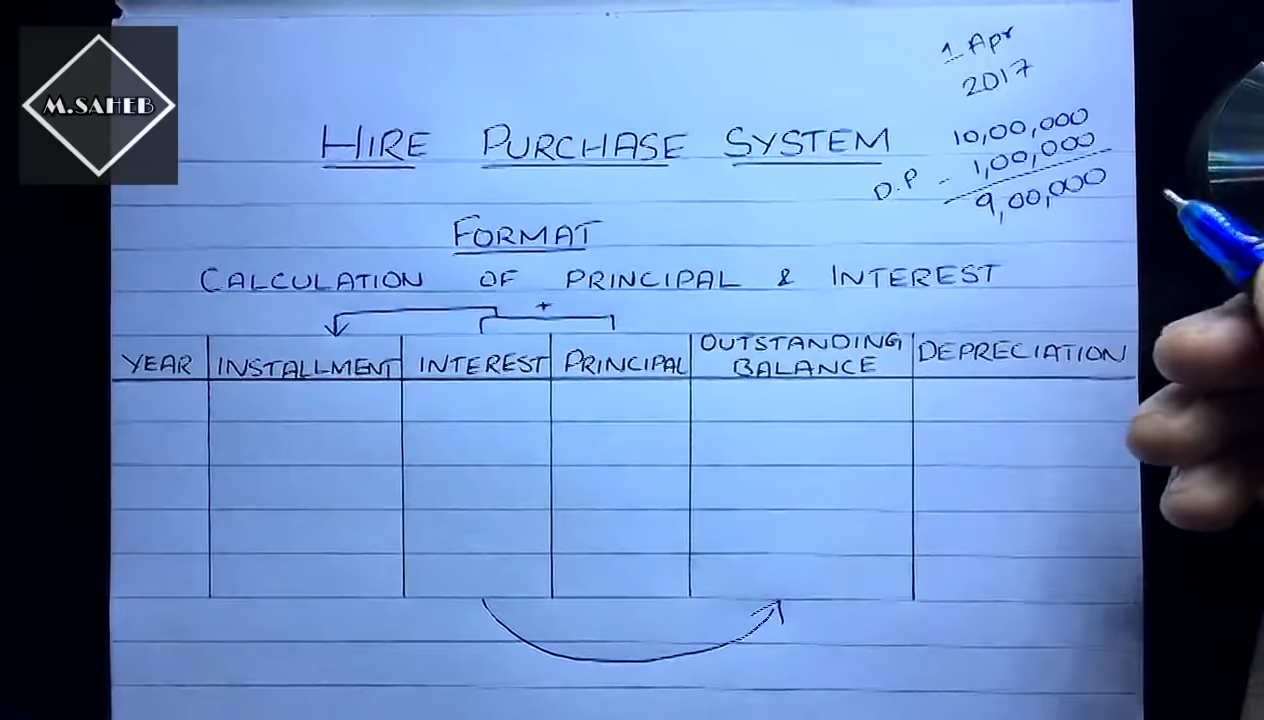 M.SAHEB
1 Apr
2017
HIRE PURCHASE SYSTEM
10,00,000
D.P - 1,00,000
9,00,000
FORMAT
CALCULATION OF PRINCIPAL & INTEREST
+
YEAR INSTALLMENT INTEREST PRINCIPAL OUTSTANDING BALANCE DEPRECIATION